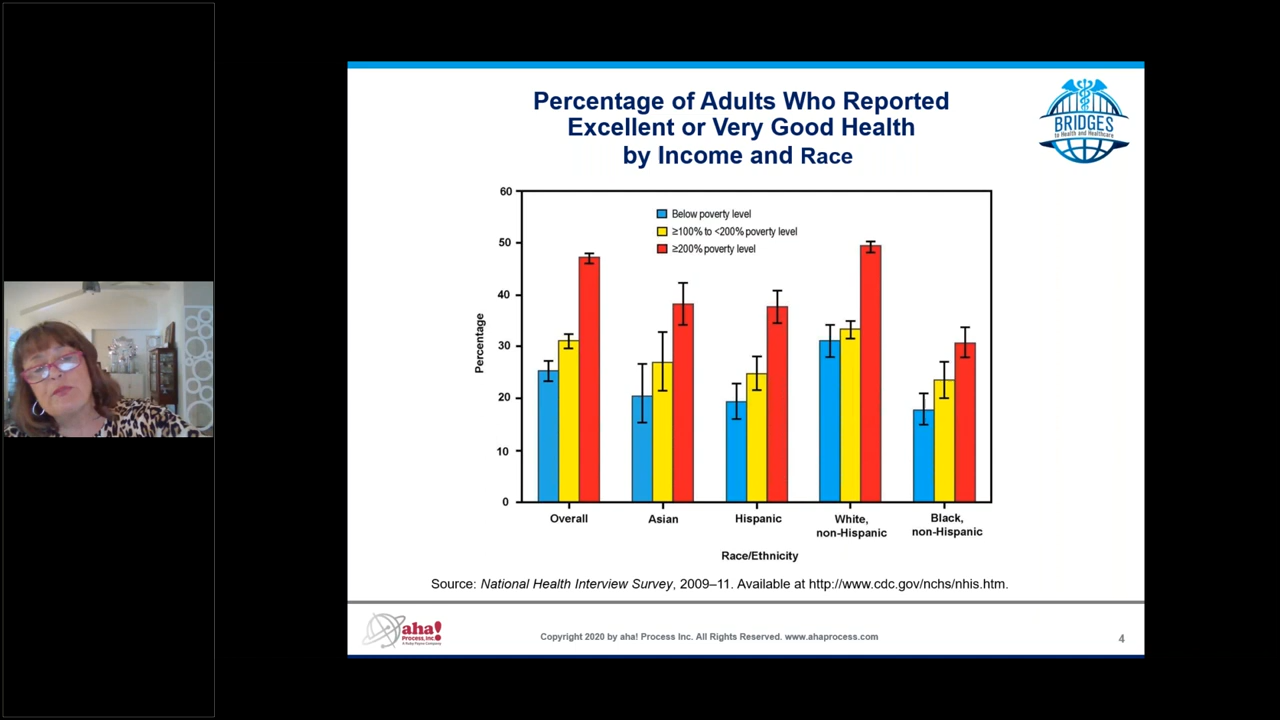 Percentage of Adults Who Reported
Excellent or Very Good Health
by Income and Race
BRIDGES
to Health and Healthcare
60
50
40
30
20
10
0
Percentage
Below poverty level
≥100% to <200% poverty level
≥200% poverty level
Overall
Asian
Hispanic
White,
non-Hispanic
Black,
non-Hispanic
Race/Ethnicity
Source: National Health Interview Survey, 2009–11. Available at http://www.cdc.gov/nchs/nhis.htm.
aha!
Process, Inc.
A Ruby Payne Company
Copyright 2020 by aha! Process Inc. All Rights Reserved. www.ahaprocess.com
4